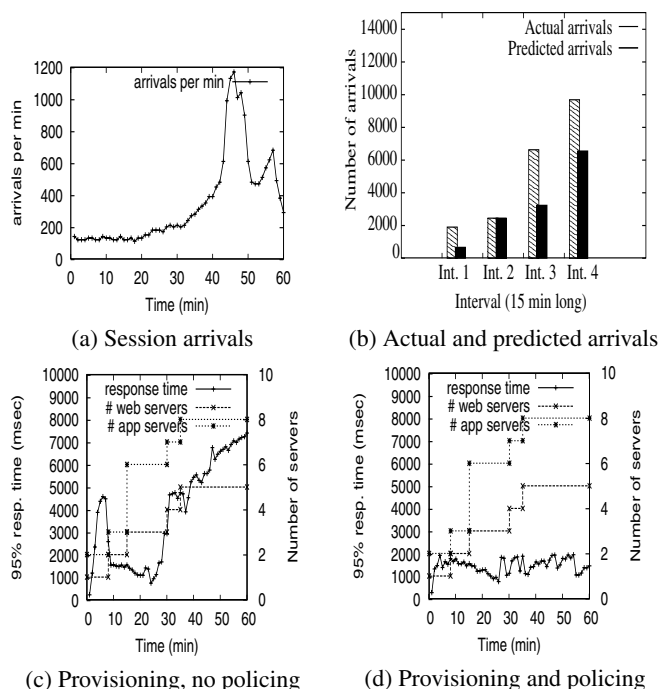 1200
1000
800
600
400
200
0
arrivals per min
arrivals per min
0 10 20 30 40 50 60
Time (min)
(a) Session arrivals
14000
12000
10000
8000
6000
4000
2000
0
Number of arrivals
Actual arrivals
Predicted arrivals
Int. 1 Int. 2 Int. 3 Int. 4
Interval (15 min long)
(b) Actual and predicted arrivals
10000
9000
8000
7000
6000
5000
4000
3000
2000
1000
0
95% resp. time (msec)
response time
# web servers
# app servers
10
8
6
4
2
0
Number of servers
0 10 20 30 40 50 60
Time (min)
(c) Provisioning, no policing
10000
9000
8000
7000
6000
5000
4000
3000
2000
1000
0
95% resp. time (msec)
response time
# web servers
# app servers
10
8
6
4
2
0
Number of servers
0 10 20 30 40 50 60
Time (min)
(d) Provisioning and policing